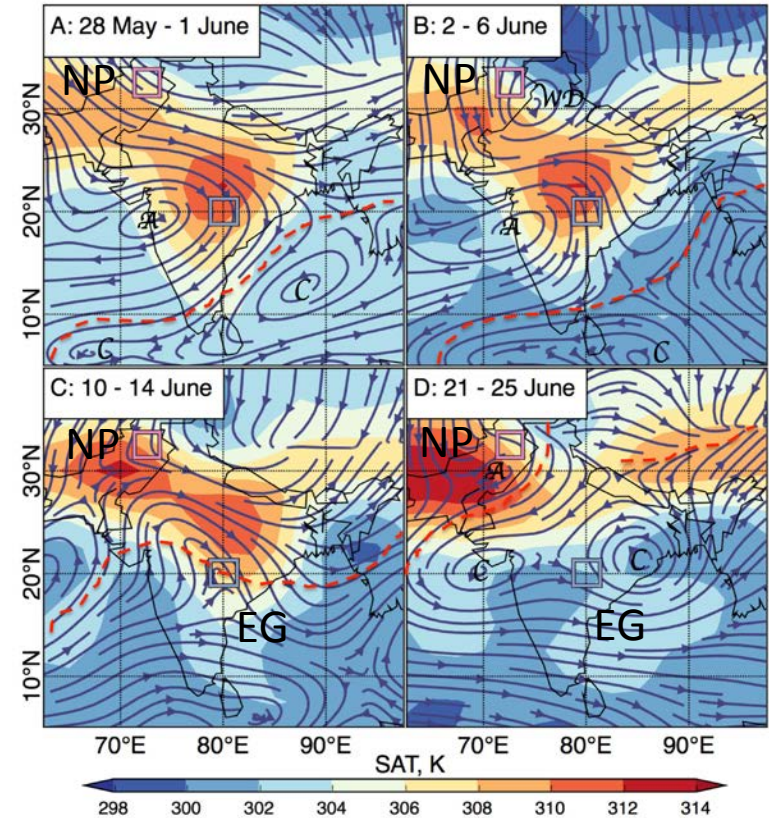 A: 28 May - 1 June
B: 2 - 6 June
NP
NP
WD
30°N
20°N
A
A
C
10°N
C
C
C: 10 - 14 June
D: 21 - 25 June
NP
NP
30°N
A
20°N
C
C
EG
EG
10°N
70°E
80°E
90°E
70°E
80°E
90°E
SAT, K
298 300 302 304 306 308 310 312 314